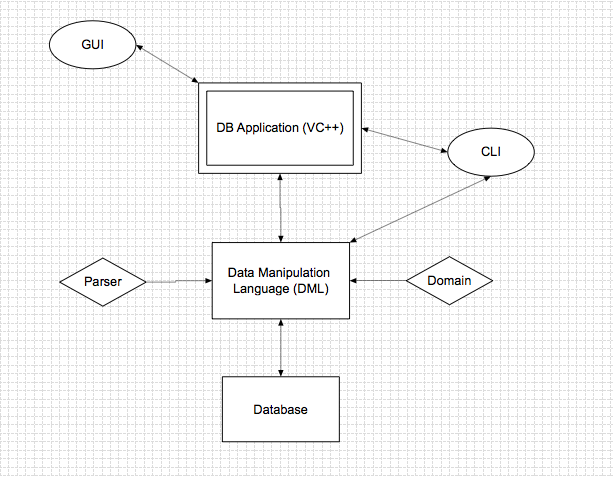 GUI
DB Application (VC++)
CLI
Data Manipulation
Language (DML)
Parser
Domain
Database